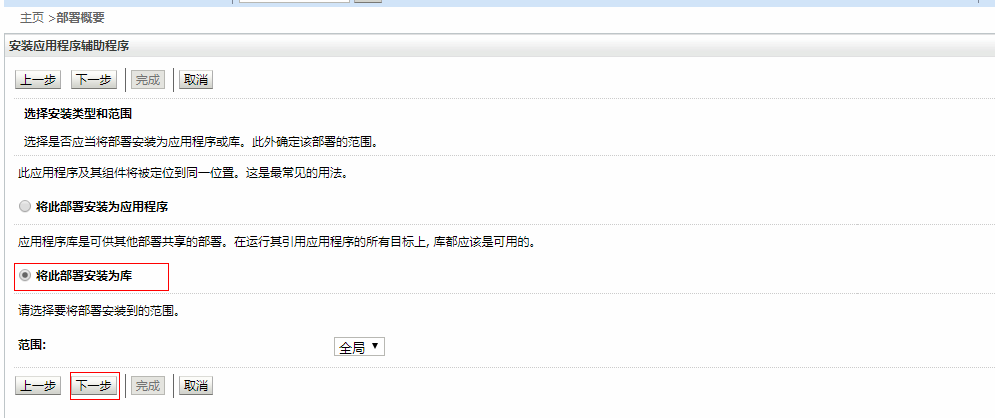 主页 >部署概要
安装应用程序辅助程序
上一步 下一步 完成 取消
选择安装类型和范围
选择是否应当将部署安装为应用程序或库。此外确定该部署的范围。
此应用程序及其组件将被定位到同一位置。这是最常见的用法。
将此部署安装为应用程序
应用程序库是可供其他部署共享的部署。在运行其引用应用程序的所有目标上, 库都应该是可用的。
将此部署安装为库
请选择要将部署安装到的范围。
范围: 全局
上一步 下一步 完成 取消